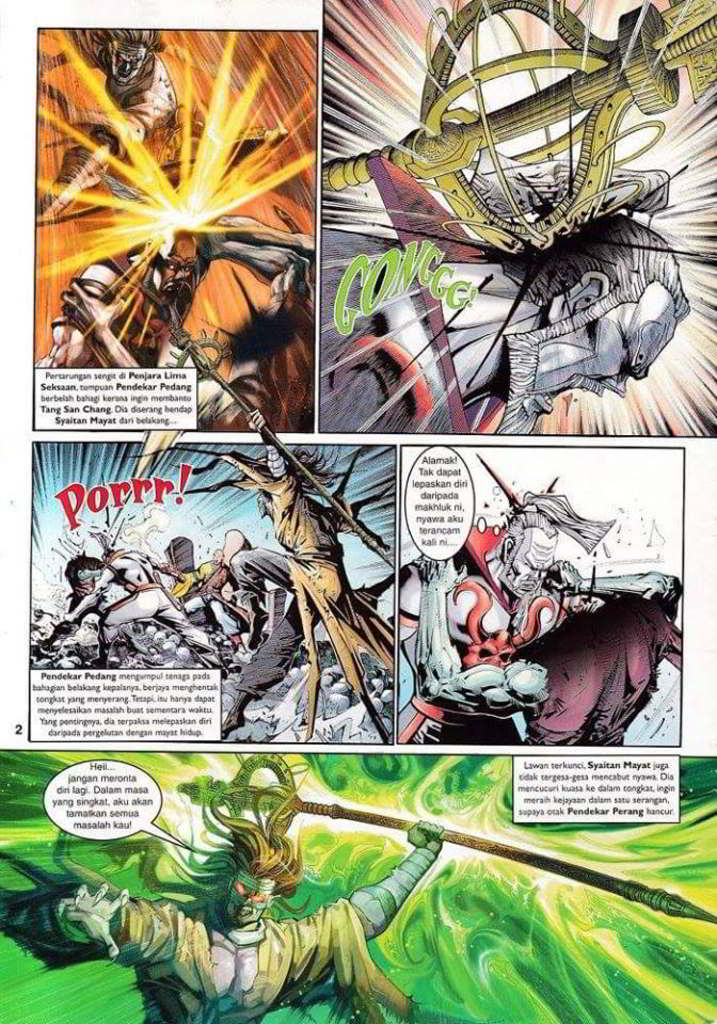 Pertarungan sengit di Penjara Lima
Seksaan, tumpuan Pendekar Pedang
berbelah bahagi kerana ingin membantu
Tang San Chang. Dia diserang hendap
Syaitan Mayat dari belakang....
GONGGG!
Porrr!
Pendekar Pedang mengumpul tenaga pada
bahagian belakang kepalanya, berjaya menghentak
tongkat yang menyerang. Tetapi, itu hanya dapat
menyelesaikan masalah buat sementara waktu.
Yang pentingnya, dia terpaksa melepaskan diri
daripada pergelutan dengan mayat hidup.
Alamak!
Tak dapat
lepaskan diri
daripada
makhluk ni,
nyawa aku
terancam
kali ni....
2
Heii...
jangan meronta
diri lagi. Dalam masa
yang singkat, aku akan
tamatkan semua
masalah kau!
Lawan terkunci, Syaitan Mayat juga
tidak tergesa-gesa mencabut nyawa. Dia
mencucuri kuasa ke dalam tongkat, ingin
meraih kejayaan dalam satu serangan,
supaya otak Pendekar Perang hancur.